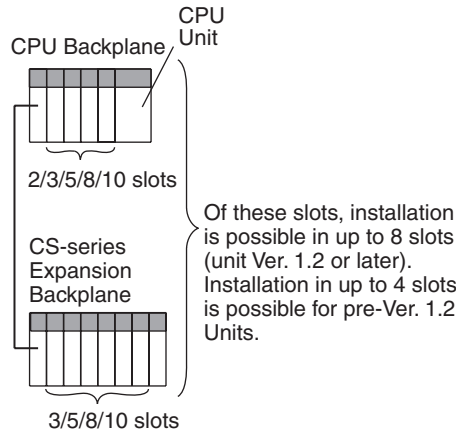 CPU
Unit
CPU Backplane
2/3/5/8/10 slots
CS-series
Expansion
Backplane
3/5/8/10 slots
Of these slots, installation
is possible in up to 8 slots
(unit Ver. 1.2 or later).
Installation in up to 4 slots
is possible for pre-Ver. 1.2
Units.